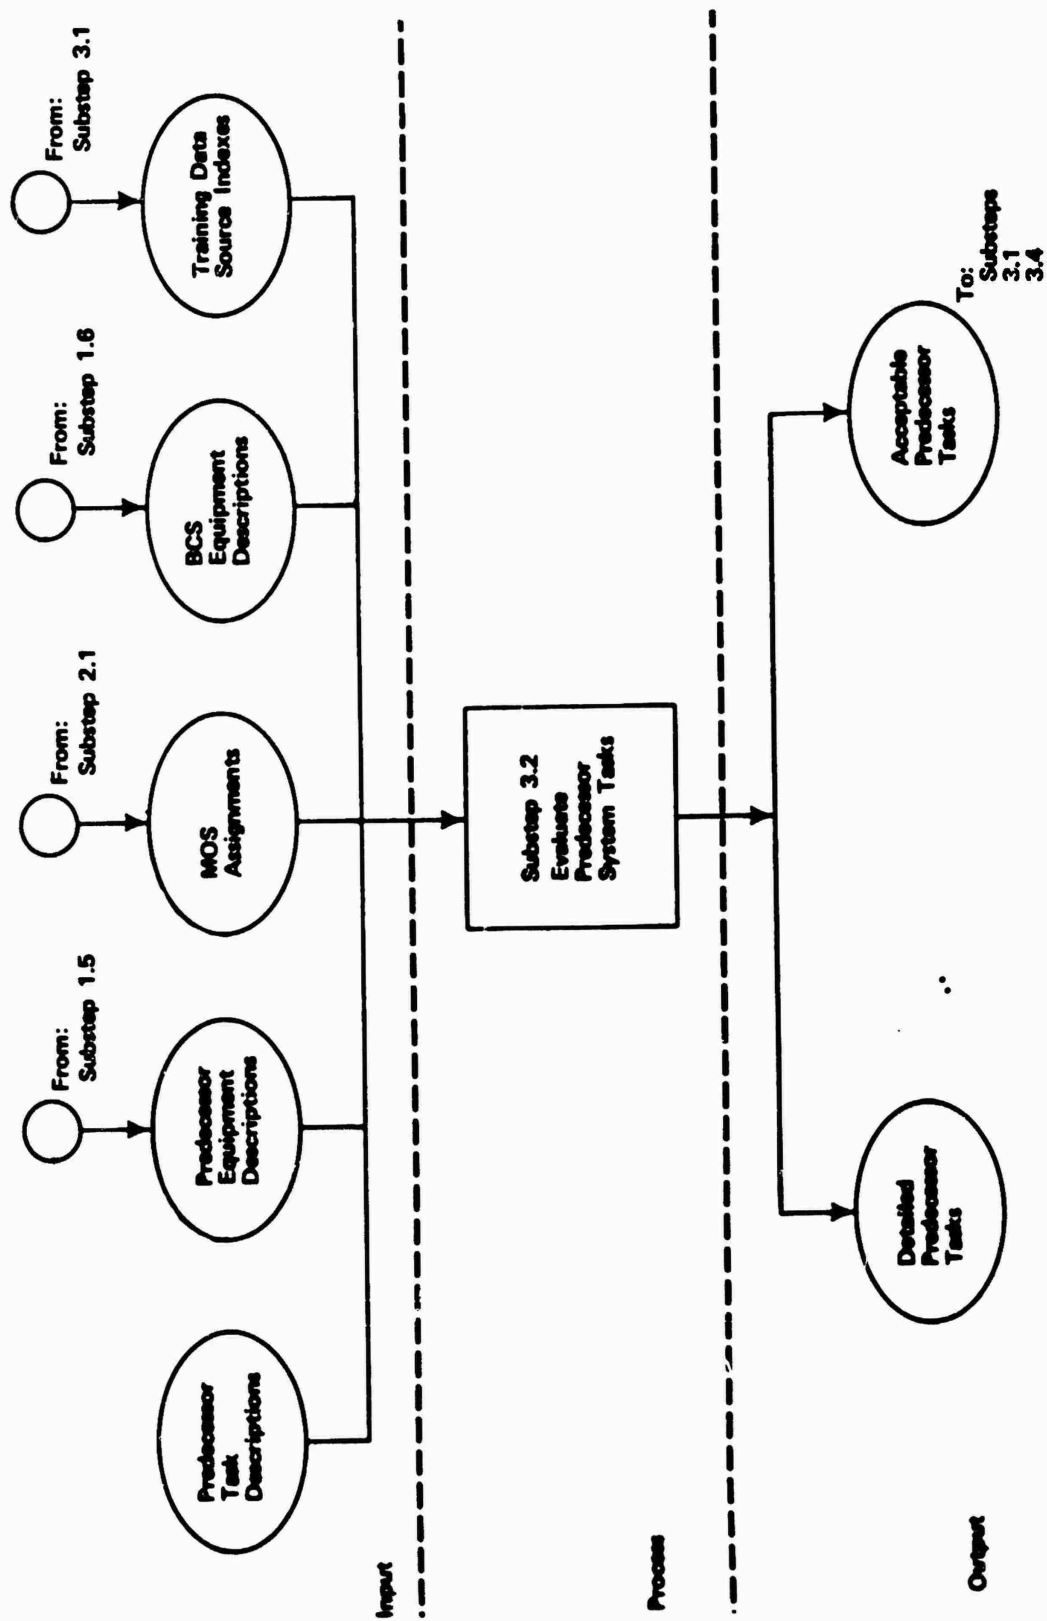 From:
Substep 1.5
From:
Substep 2.1
From:
Substep 1.6
From:
Substep 3.1
Predecessor
Task
Descriptions
Predecessor
Equipment
Descriptions
MOS
Assignments
BCS
Equipment
Descriptions
Training Data
Source Indexes
Input
Substep 3.2
Evaluate
Predecessor
System Tasks
Process
Detailed
Predecessor
Tasks
Acceptable
Predecessor
Tasks
To:
Substeps
3.1
3.4
Output